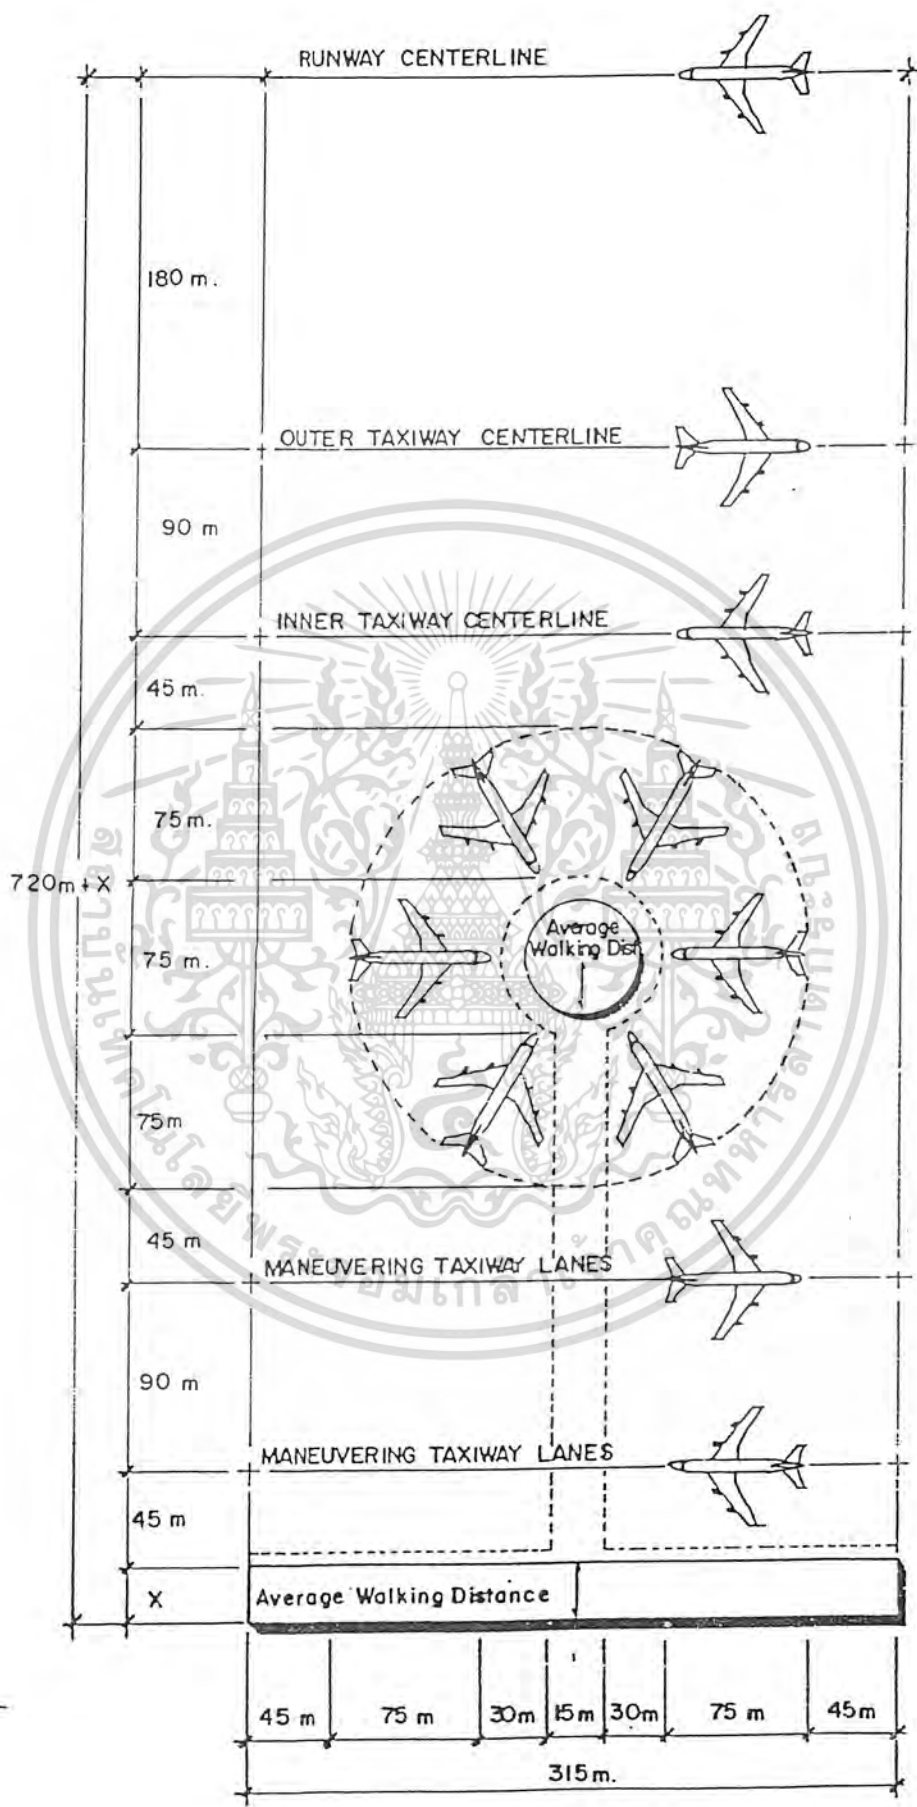 RUNWAY CENTERLINE
180 m.
OUTER TAXIWAY CENTERLINE
90 m
INNER TAXIWAY CENTERLINE
45 m.
75 m.
720m + X
Average
Walking Dist
75 m.
75m
45 m
MANEUVERING TAXIWAY LANES
90 m
MANEUVERING TAXIWAY LANES
45 m
X
Average Walking Distance
45 m 75 m 30m 15m 30m 75 m 45m
315m.